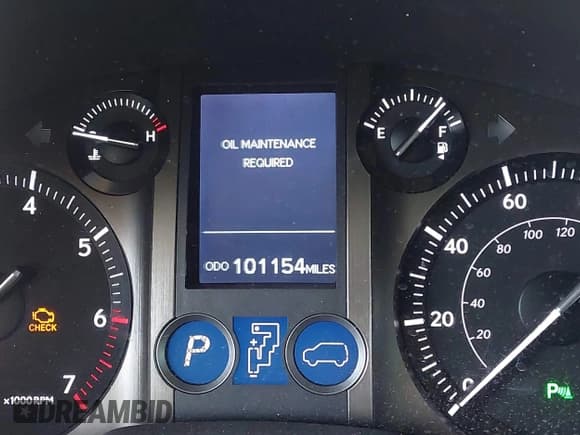 H
E
F
OIL MAINTENANCE
REQUIRED
ODO 101154 MILES
4
5
6
7
CHECK
x1000 RPM
P
0
20
40
60
20
40
60
80
100
120
P
DREAMBID